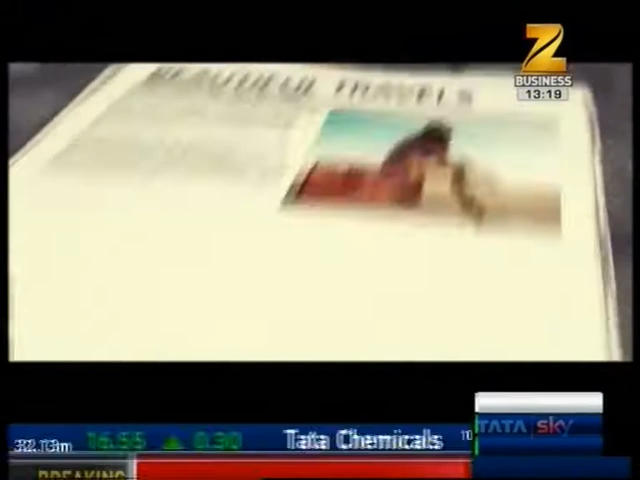 Z
BUSINESS
13:19
BEAUTIFUL TRAVELS
16.55 ▲ 0.30 Tata Chemicals
TATA sky
BREAKING